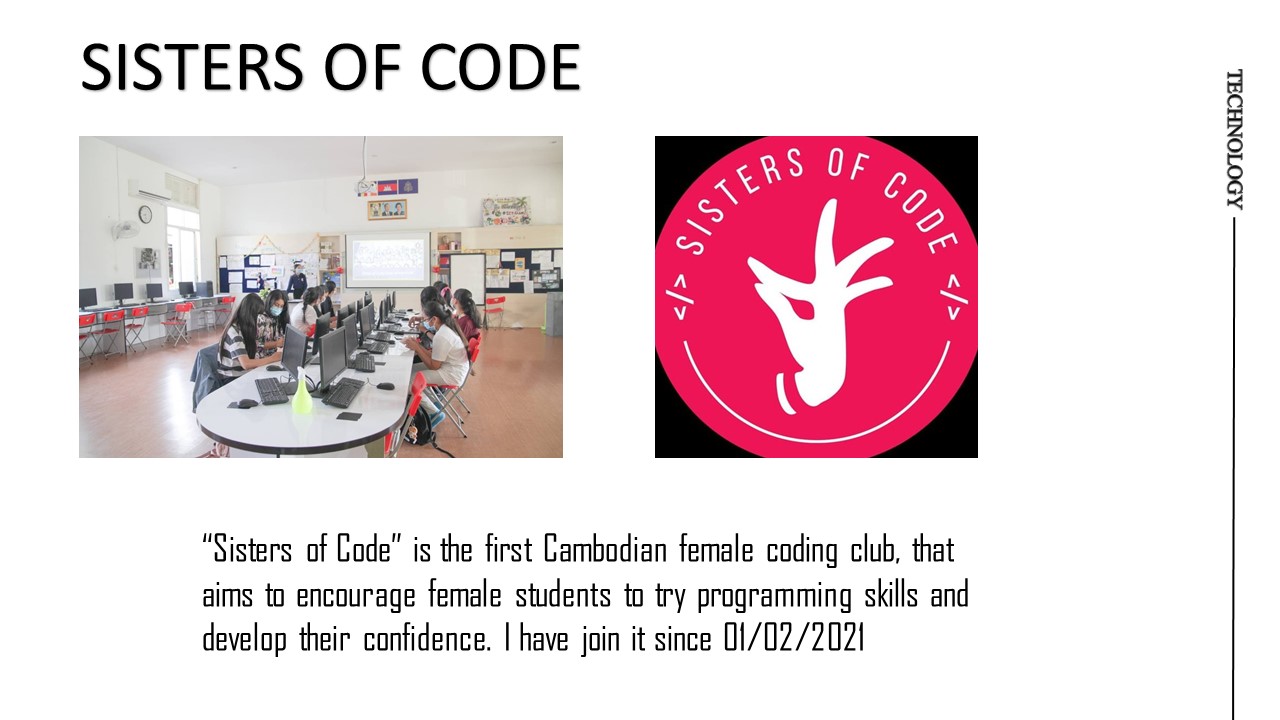 SISTERS OF CODE
TECHNOLOGY
</> SISTERS OF CODE </>
“Sisters of Code” is the first Cambodian female coding club, that
aims to encourage female students to try programming skills and
develop their confidence. I have join it since 01/02/2021